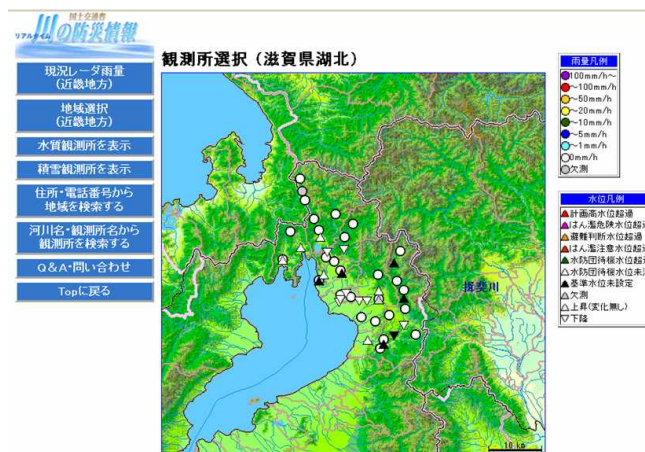 国土交通省
リアルタイム 川の防災情報
現況レーダ雨量
(近畿地方)
地域選択
(近畿地方)
水質観測所を表示
積雪観測所を表示
住所・電話番号から
地域を検索する
河川名・観測所名から
観測所を検索する
Q&A・問い合わせ
Topに戻る
観測所選択(滋賀県湖北)
揖斐川
10 km
雨量凡例
100mm/h~
~100mm/h
~50mm/h
~20mm/h
~10mm/h
~5mm/h
~1mm/h
0mm/h
欠測
水位凡例
計画高水位超過
はん濫危険水位超
避難判断水位超過
はん濫注意水位超
水防団待機水位超
水防団待機水位未
基準水位未設定
欠測
上昇(変化無し)
下降